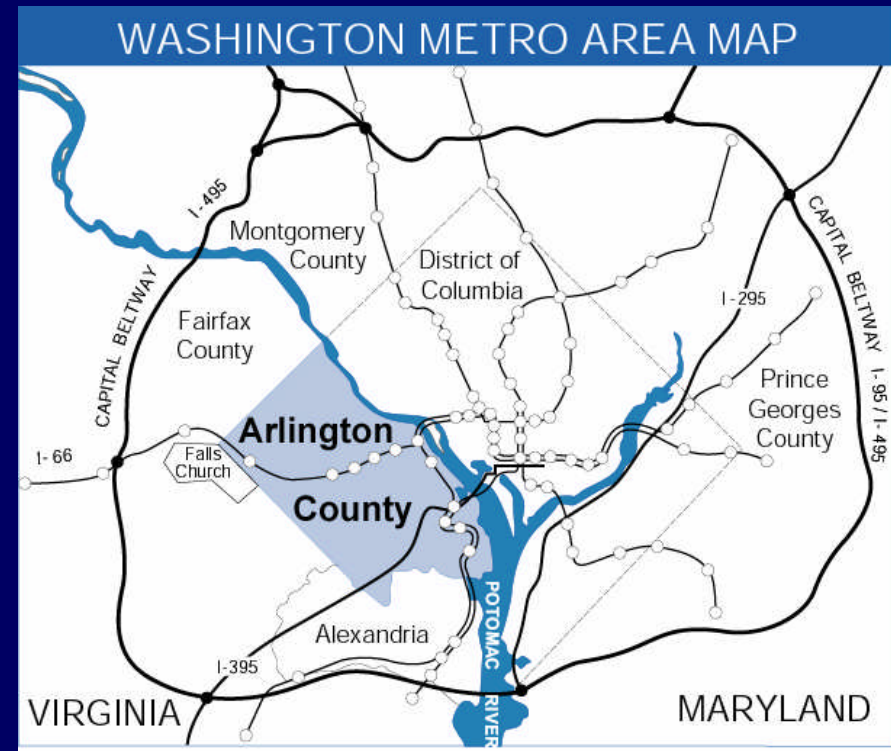 WASHINGTON METRO AREA MAP
I-495
Montgomery
County
District of
Columbia
CAPITAL BELTWAY
I-295
Fairfax
County
CAPITAL BELTWAY
I-95 / I-495
Prince
Georges
County
Arlington
I-66
Falls
Church
County
POTOMAC
RIVER
Alexandria
I-395
VIRGINIA
MARYLAND